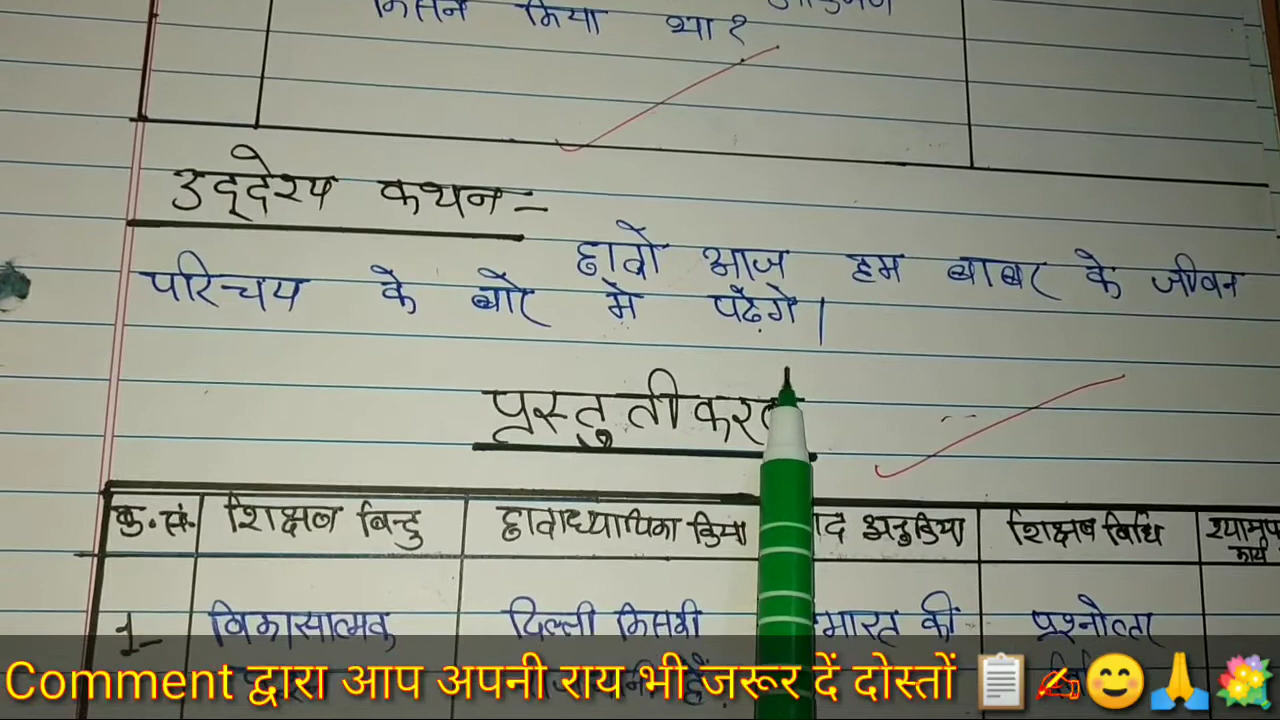 किसने किया था?
उद्देश्य कथन=
छात्रों आज हम बाबर के जीवन
परिचय के बारे मे पढ़ेगे।
प्रस्तुतीकरण
क्र.सं. शिक्षण बिन्दु छात्राध्यापिका क्रिया शिक्षण विधि श्यामपट कार्य
1- विकासात्मक दिल्ली किसकी भारत की प्रश्नोत्तर
Comment द्वारा आप अपनी राय भी जरूर दें दोस्तों 📋✍️😊🙏💐